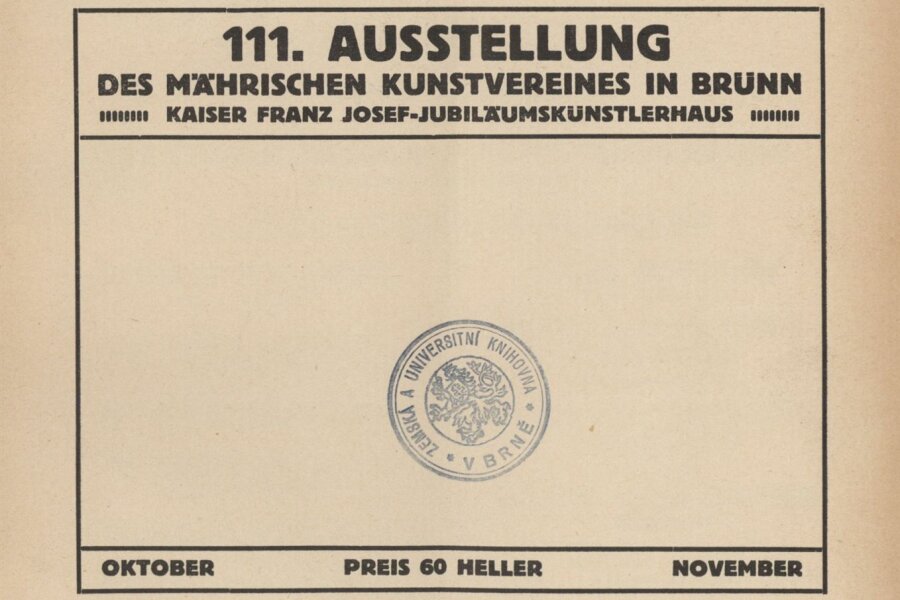 111. AUSSTELLUNG
DES MÄHRISCHEN KUNSTVEREINES IN BRÜNN
KAISER FRANZ JOSEF-JUBILÄUMSKÜNSTLERHAUS
ZEMSKÁ A UNIVERSITNÍ KNIHOVNA
* V BRNĚ *
OKTOBER PREIS 60 HELLER NOVEMBER